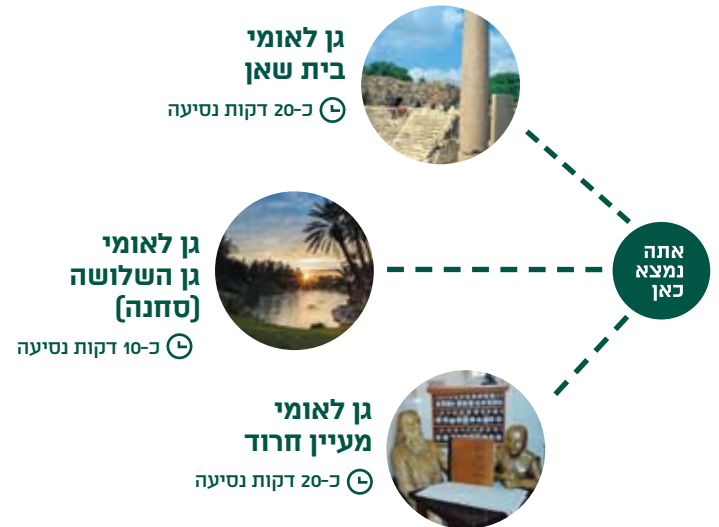 גן לאומי
בית שאן
כ-20 דקות נסיעה
אתה
נמצא
כאן
גן לאומי
גן השלושה
(סחנה)
כ-10 דקות נסיעה
גן לאומי
מעיין חרוד
כ-20 דקות נסיעה